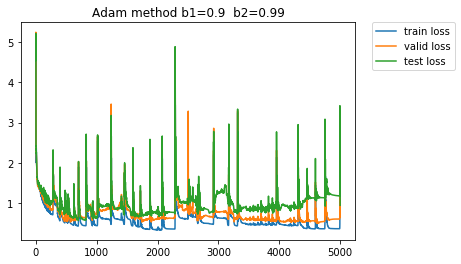 Adam method b1=0.9  b2=0.99
train loss
valid loss
test loss
5
4
3
2
1
0 1000 2000 3000 4000 5000